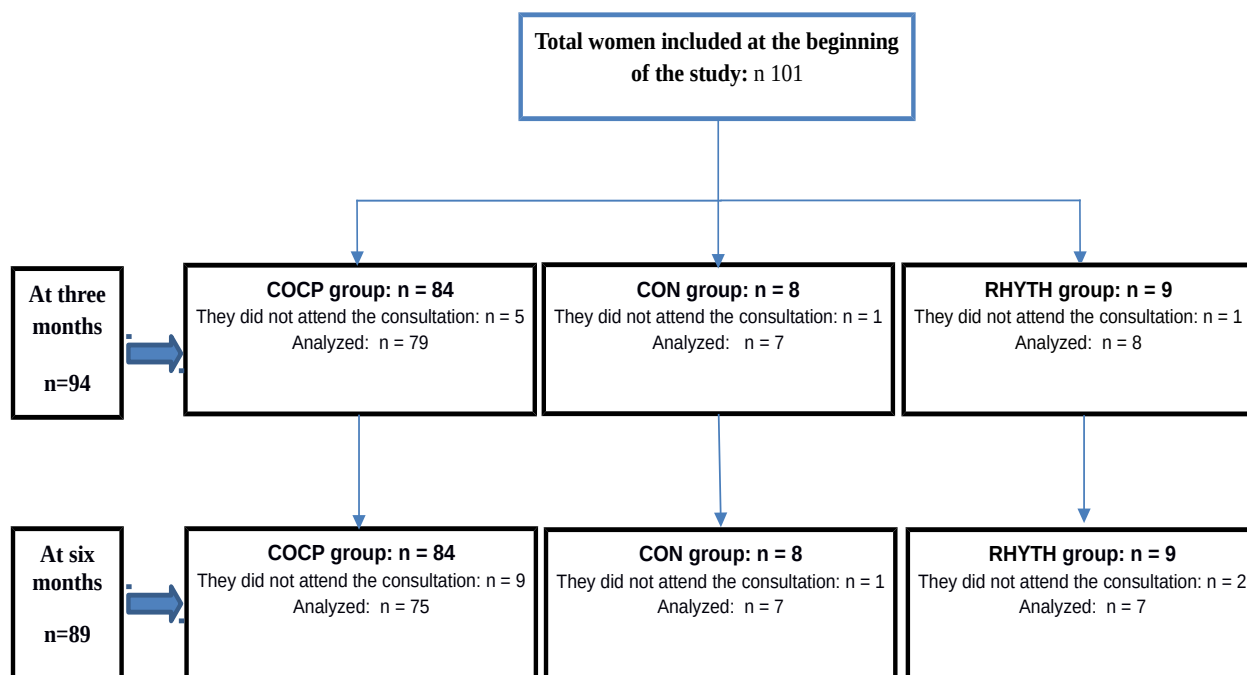 Total women included at the beginning
of the study: n 101
At three
months
n=94
COCP group: n = 84
They did not attend the consultation: n = 5
Analyzed: n = 79
CON group: n = 8
They did not attend the consultation: n = 1
Analyzed: n = 7
RHYTH group: n = 9
They did not attend the consultation: n = 1
Analyzed: n = 8
At six
months
n=89
COCP group: n = 84
They did not attend the consultation: n = 9
Analyzed: n = 75
CON group: n = 8
They did not attend the consultation: n = 1
Analyzed: n = 7
RHYTH group: n = 9
They did not attend the consultation: n = 2
Analyzed: n = 7